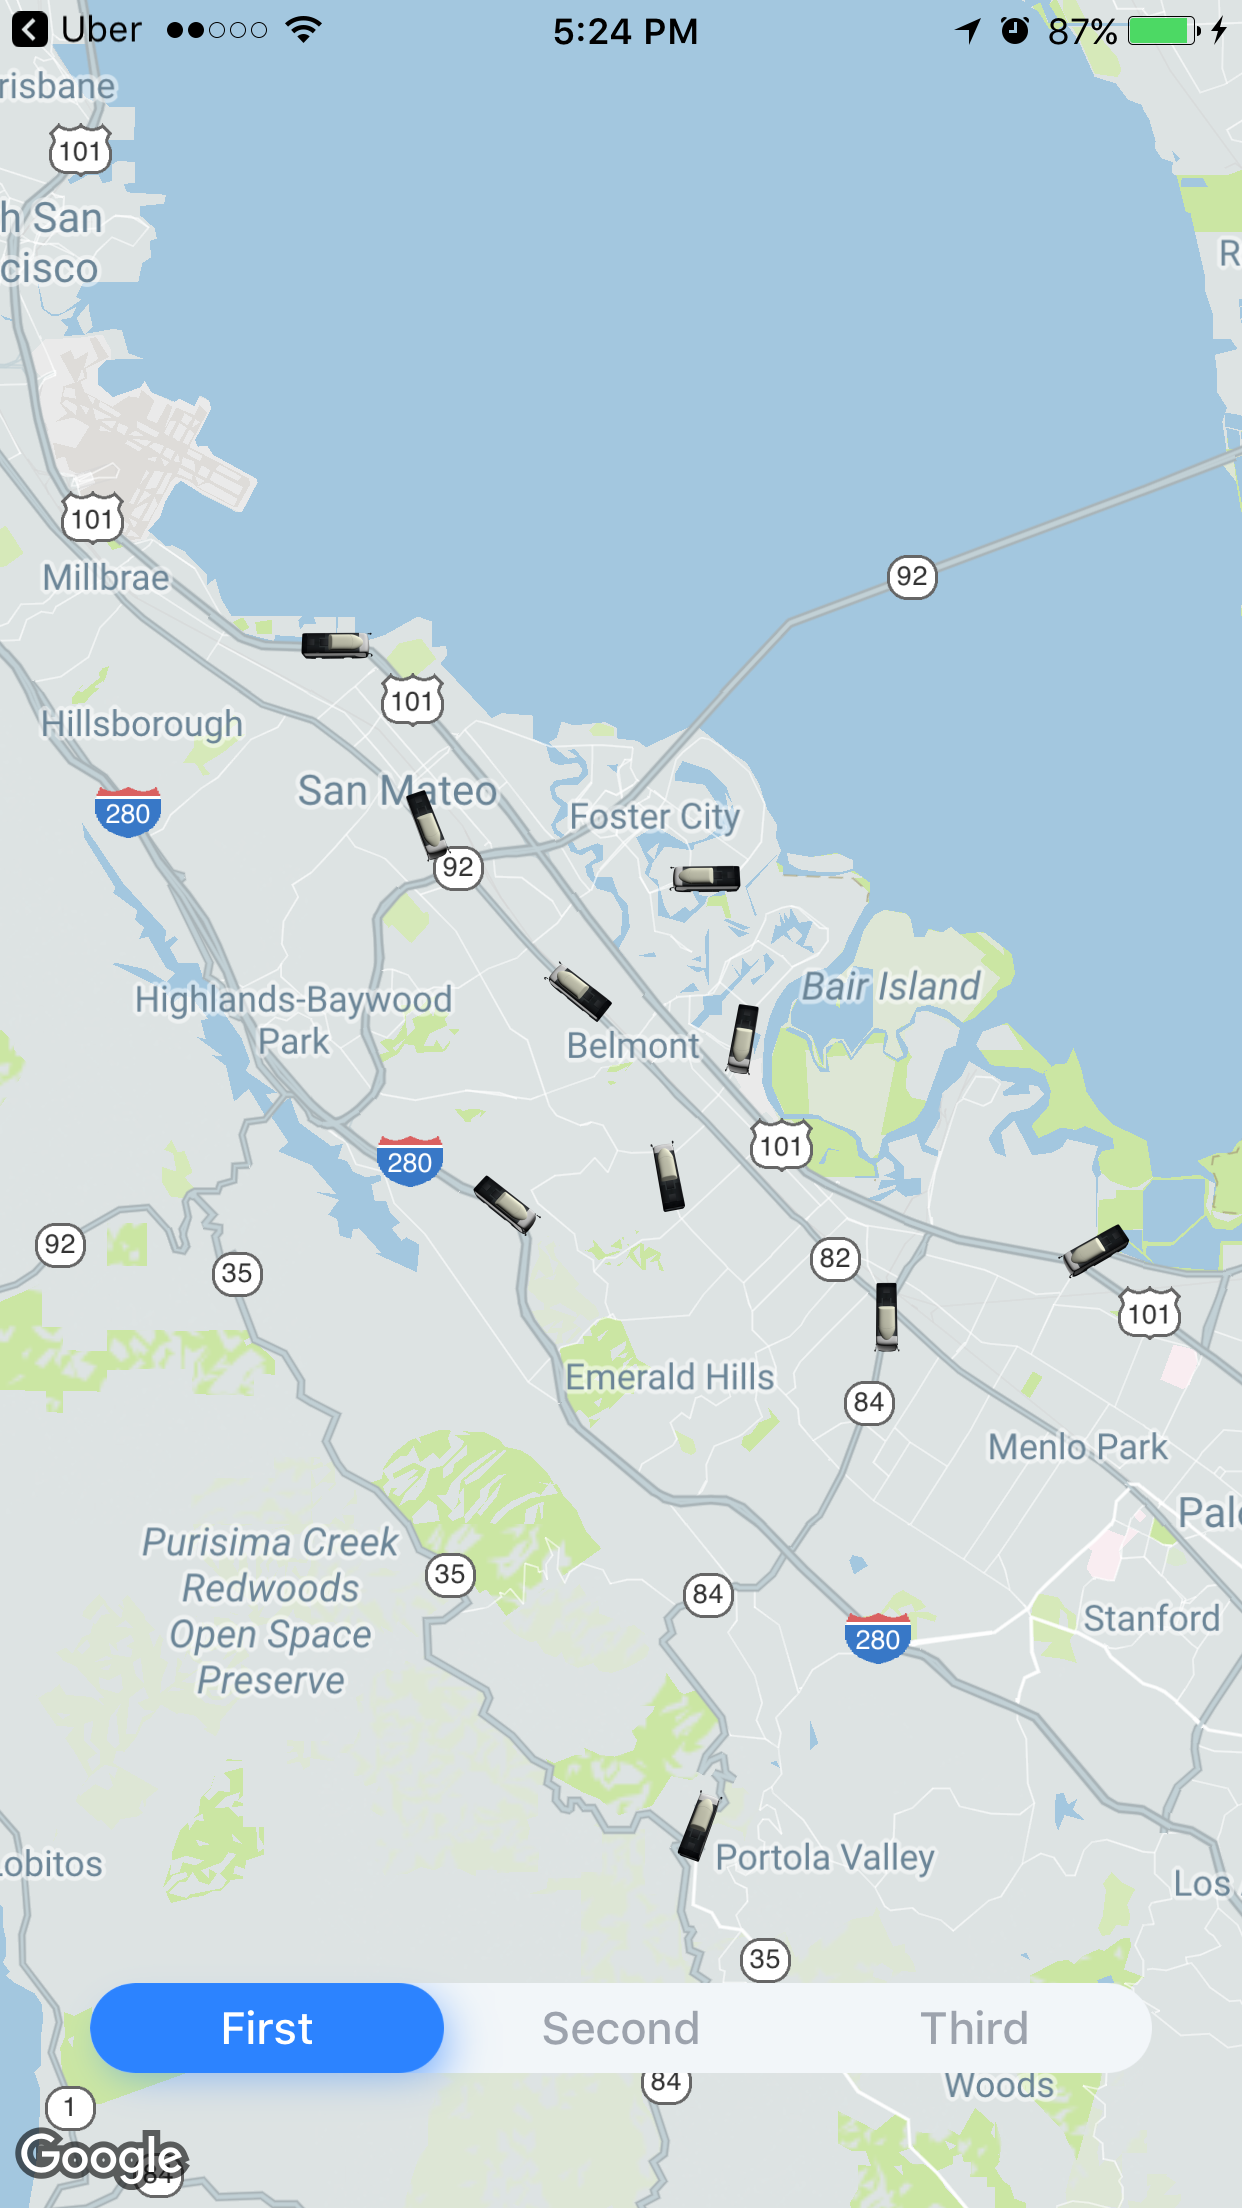 Uber
5:24 PM
87%
risbane
101
h San
cisco
R
101
Millbrae
92
101
Hillsborough
San Mateo
280
Foster City
92
Bair Island
Highlands-Baywood
Park
Belmont
101
280
92
35
82
101
Emerald Hills
84
Menlo Park
Pal
Purisima Creek
Redwoods
Open Space
Preserve
35
84
Stanford
280
Portola Valley
Lobitos
Los
35
First
Second
Third
84
Woods
1
Google
84